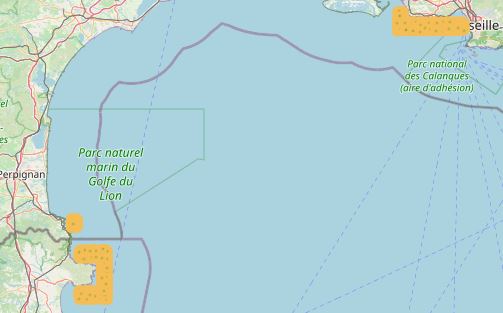 seille
Parc national
des Calanques
(aire d'adhésion)
Parc naturel
marin du
Golfe du
Lion
Perpignan